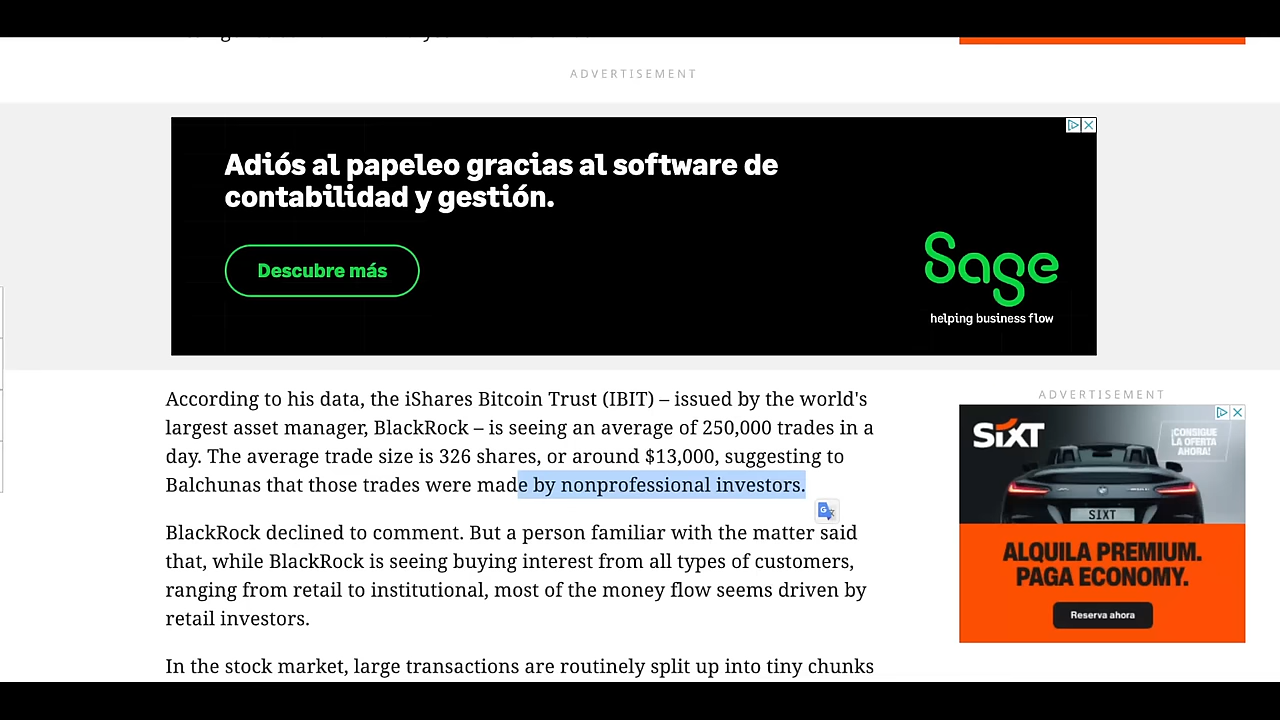 ADVERTISEMENT
Adiós al papeleo gracias al software de
contabilidad y gestión.
Descubre más
Sage
helping business flow
According to his data, the iShares Bitcoin Trust (IBIT) – issued by the world's
largest asset manager, BlackRock – is seeing an average of 250,000 trades in a
day. The average trade size is 326 shares, or around $13,000, suggesting to
Balchunas that those trades were made by nonprofessional investors.
BlackRock declined to comment. But a person familiar with the matter said
that, while BlackRock is seeing buying interest from all types of customers,
ranging from retail to institutional, most of the money flow seems driven by
retail investors.
In the stock market, large transactions are routinely split up into tiny chunks
ADVERTISEMENT
SIXT
¡CONSIGUE
LA OFERTA
AHORA!
SIXT
ALQUILA PREMIUM.
PAGA ECONOMY.
Reserva ahora